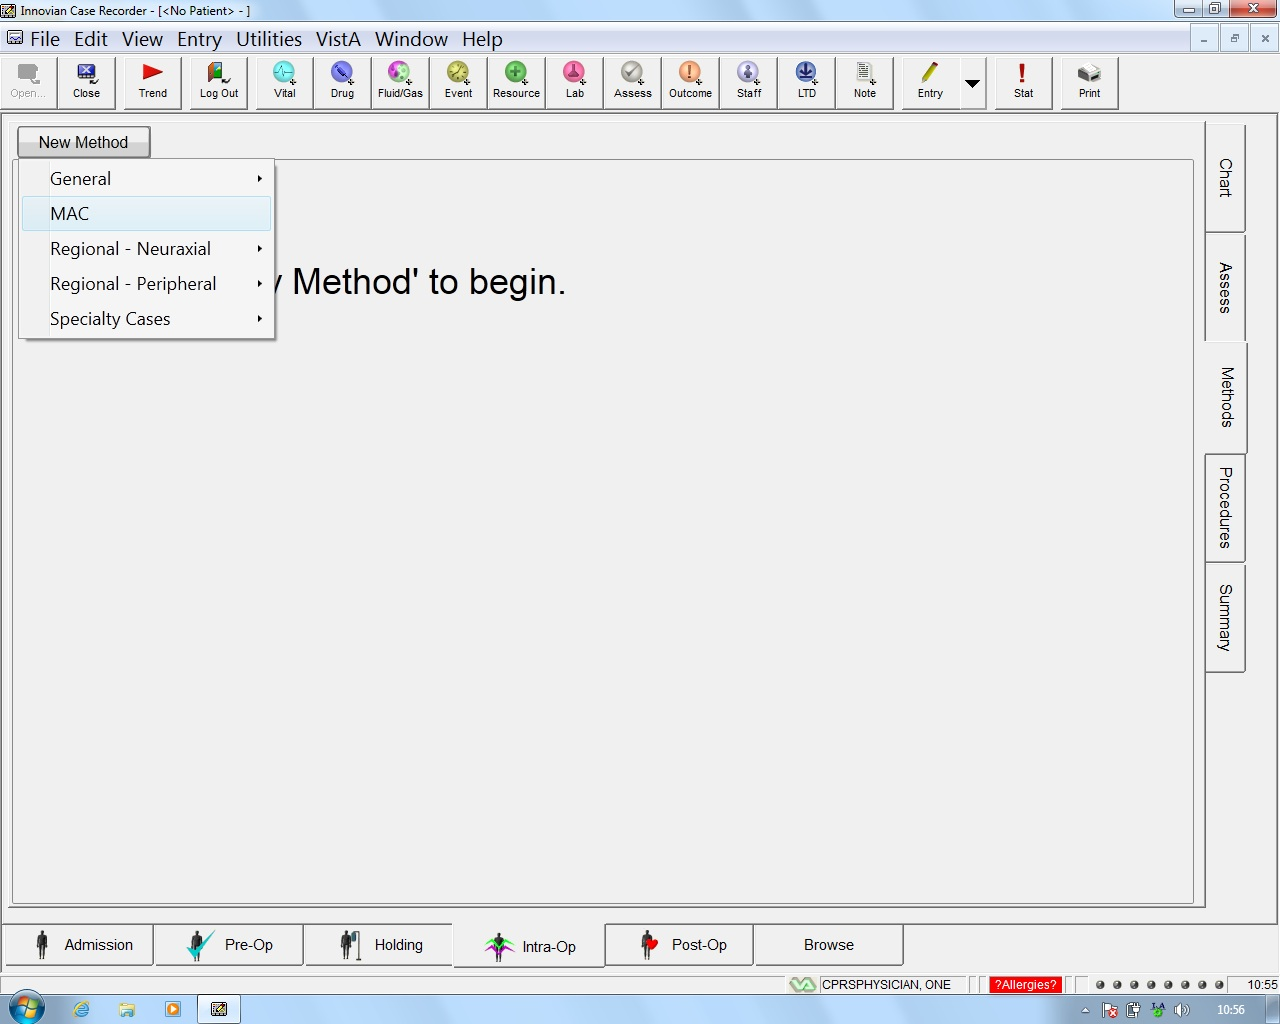 Innovian Case Recorder - [<No Patient> - ]
File Edit View Entry Utilities VistA Window Help
Open... Close Trend Log Out Vital Drug Fluid/Gas Event Resource Lab Assess Outcome Staff LTD Note Entry Stat Print
New Method
General
MAC
Regional - Neuraxial
Regional - Peripheral
Specialty Cases
Method' to begin.
Chart
Assess
Methods
Procedures
Summary
Admission Pre-Op Holding Intra-Op Post-Op Browse
VA CPRSPHYSICIAN, ONE ?Allergies? 10:55
10:56